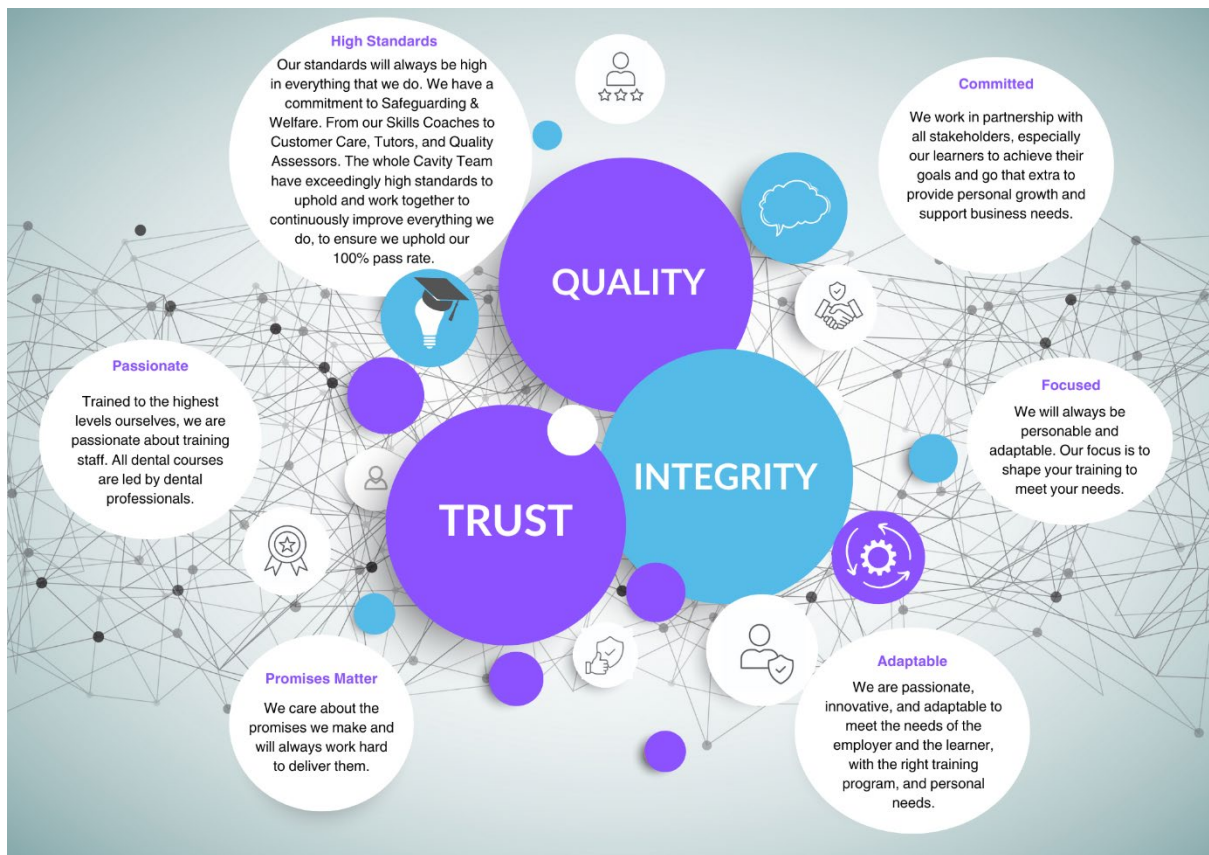 High Standards
Our standards will always be high
in everything that we do. We have a
commitment to Safeguarding &
Welfare. From our Skills Coaches to
Customer Care, Tutors, and Quality
Assessors. The whole Cavity Team
have exceedingly high standards to
uphold and work together to
continuously improve everything we
do, to ensure we uphold our
100% pass rate.
Committed
We work in partnership with
all stakeholders, especially
our learners to achieve their
goals and go that extra to
provide personal growth and
support business needs.
QUALITY
Passionate
Trained to the highest
levels ourselves, we are
passionate about training
staff. All dental courses
are led by dental
professionals.
Focused
We will always be
personable and
adaptable. Our focus is to
shape your training to
meet your needs.
INTEGRITY
TRUST
Promises Matter
We care about the
promises we make and
will always work hard
to deliver them.
Adaptable
We are passionate,
innovative, and adaptable to
meet the needs of the
employer and the learner,
with the right training
program, and personal
needs.